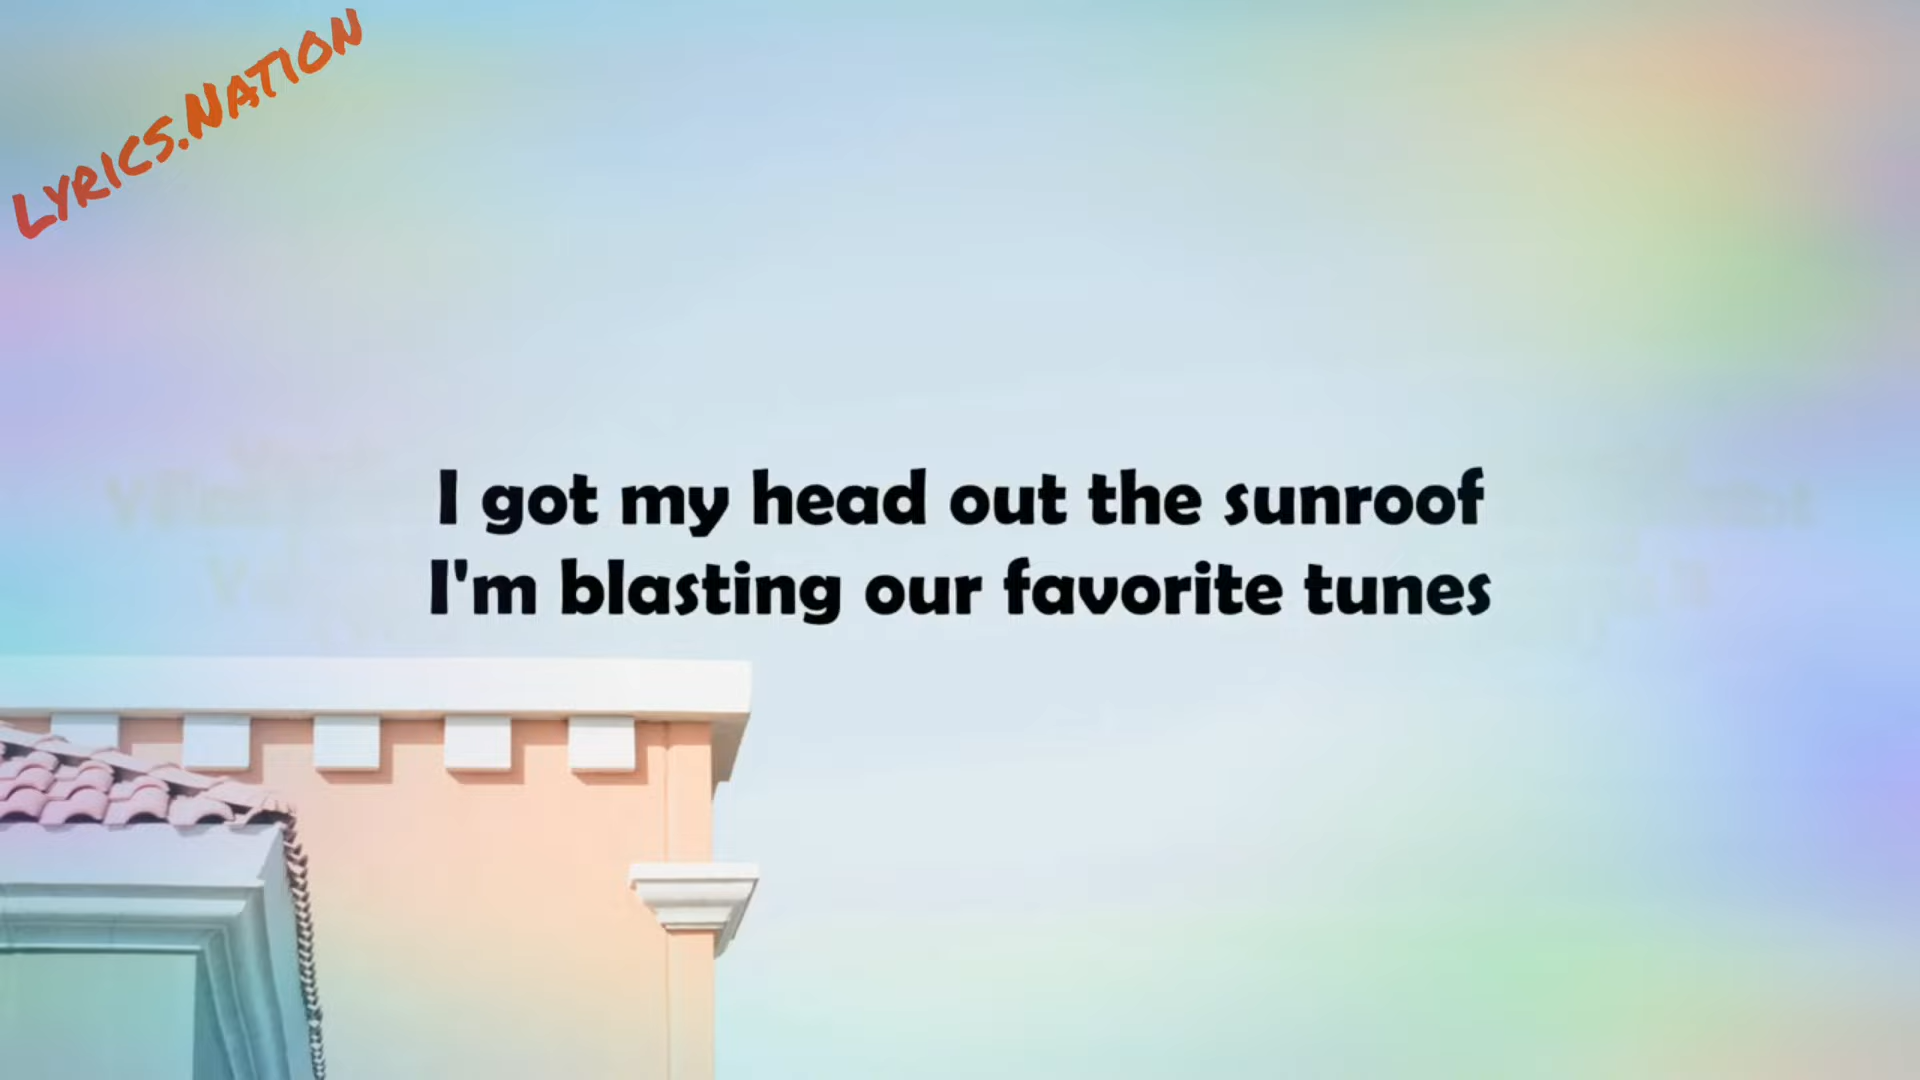 Lyrics.Nation
I got my head out the sunroof
I'm blasting our favorite tunes